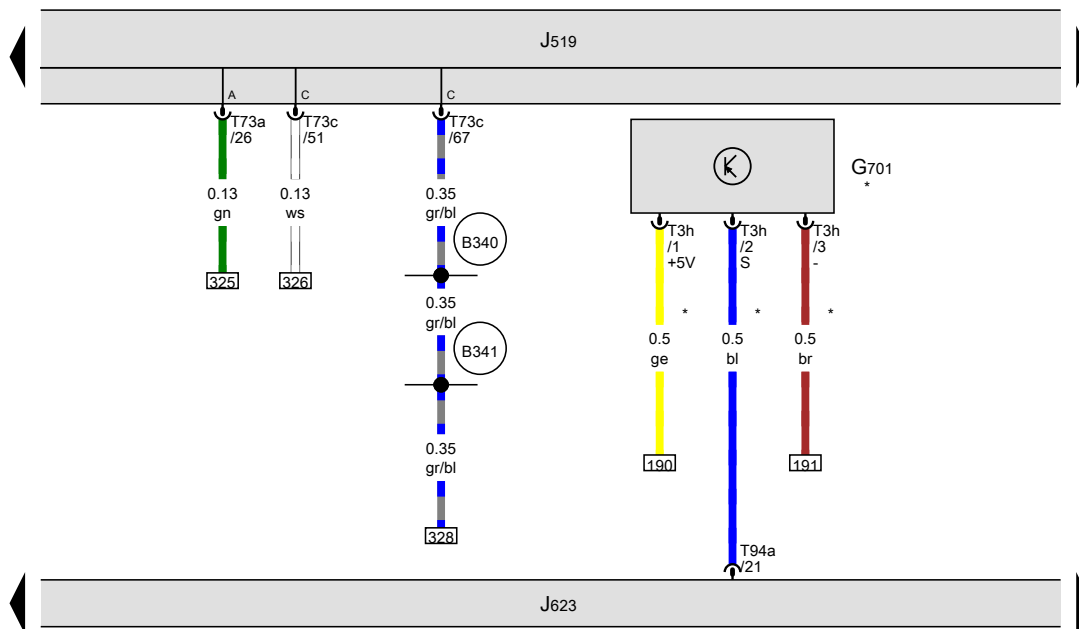 J519
A
C
C
T73a
/26
T73c
/51
T73c
/67
0.13
gn
0.13
ws
0.35
gr/bl
B340
325
326
0.35
gr/bl
B341
0.35
gr/bl
328
G701
*
T3h
/1
+5V
T3h
/2
S
T3h
/3
-
*
*
*
0.5
ge
0.5
bl
0.5
br
190
191
T94a
/21
J623